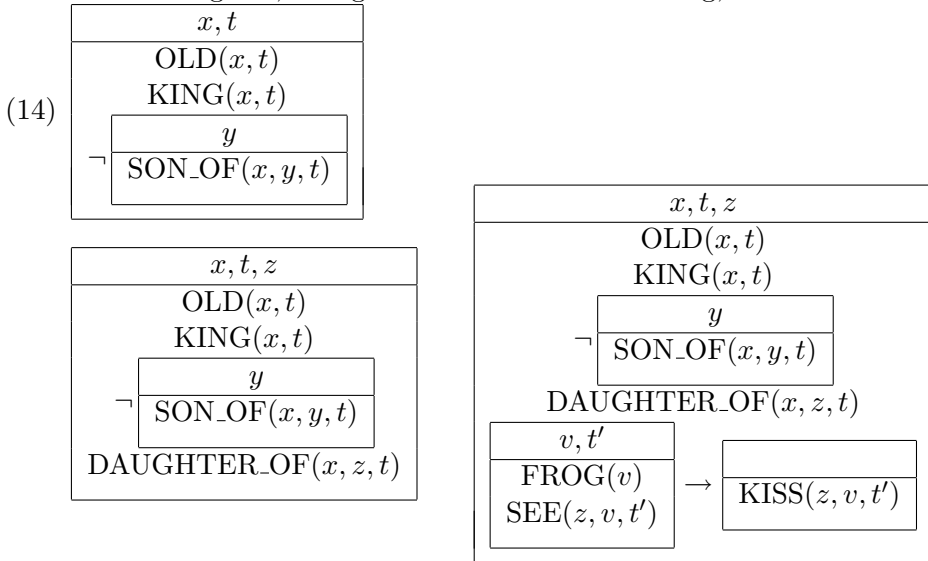 x, t
OLD(x, t)
KING(x, t)
(14)
y
¬ SON_OF(x, y, t)
x, t, z
OLD(x, t)
KING(x, t)
y
¬ SON_OF(x, y, t)
DAUGHTER_OF(x, z, t)
x, t, z
OLD(x, t)
KING(x, t)
y
¬ SON_OF(x, y, t)
DAUGHTER_OF(x, z, t)
v, t′
FROG(v)
SEE(z, v, t′)
→
KISS(z, v, t′)